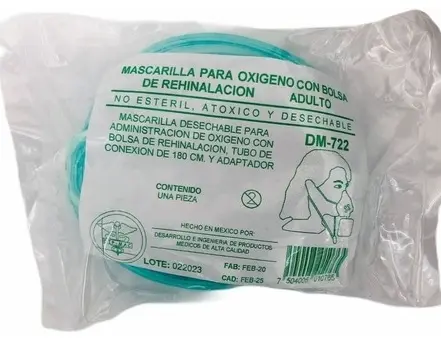 MASCARILLA PARA OXIGENO CON BOLSA
DE REHINALACION ADULTO
NO ESTERIL, ATOXICO Y DESECHABLE
MASCARILLA DESECHABLE PARA
ADMINISTRACION DE OXIGENO CON
BOLSA DE REHINALACION, TUBO DE
CONEXION DE 180 CM. Y ADAPTADOR
DM-722
CONTENIDO
UNA PIEZA
HECHO EN MEXICO POR:
DESARROLLO E INGENIERIA DE PRODUCTOS
MEDICOS DE ALTA CALIDAD
LOTE: 022023
FAB: FEB-20
CAD: FEB-25